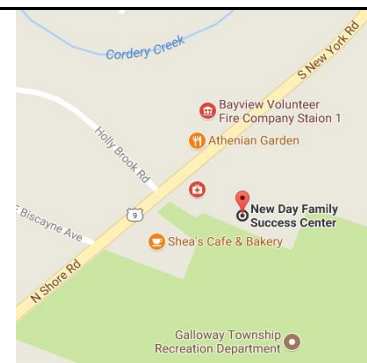 Cordery Creek
S New York Rd
Bayview Volunteer
Fire Company Staion 1
Athenian Garden
Holly Brook Rd
New Day Family
Success Center
9
E Biscayne Ave
Shea's Cafe & Bakery
N Shore Rd
Galloway Township
Recreation Department